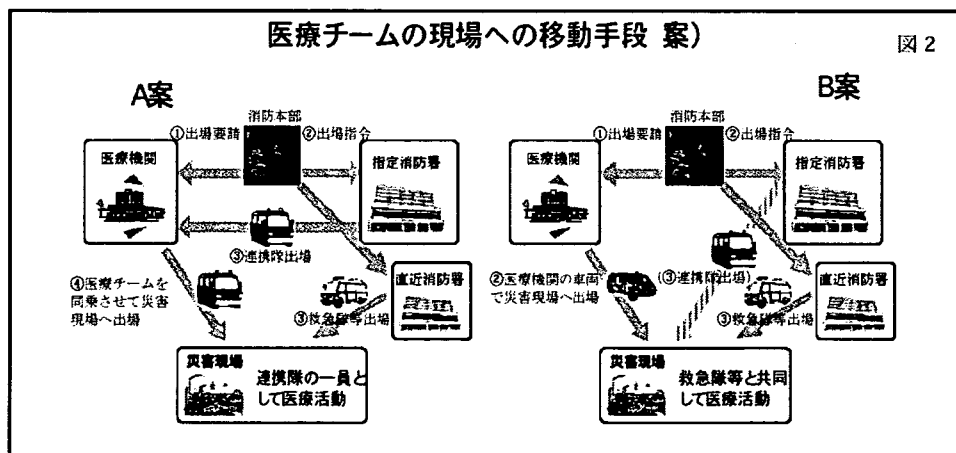 医療チームの現場への移動手段 案)
図2
A案
消防本部
①出場要請
②出場指令
医療機関
指定消防署
③連携隊出場
④医療チームを
同乗させて災害
現場へ出場
直近消防署
③救急隊等出場
災害現場
連携隊の一員と
して医療活動
B案
消防本部
①出場要請
②出場指令
医療機関
指定消防署
②医療機関の車両
で災害現場へ出場
(③連携隊出場)
直近消防署
③救急隊等出場
災害現場
救急隊等と共同
して医療活動